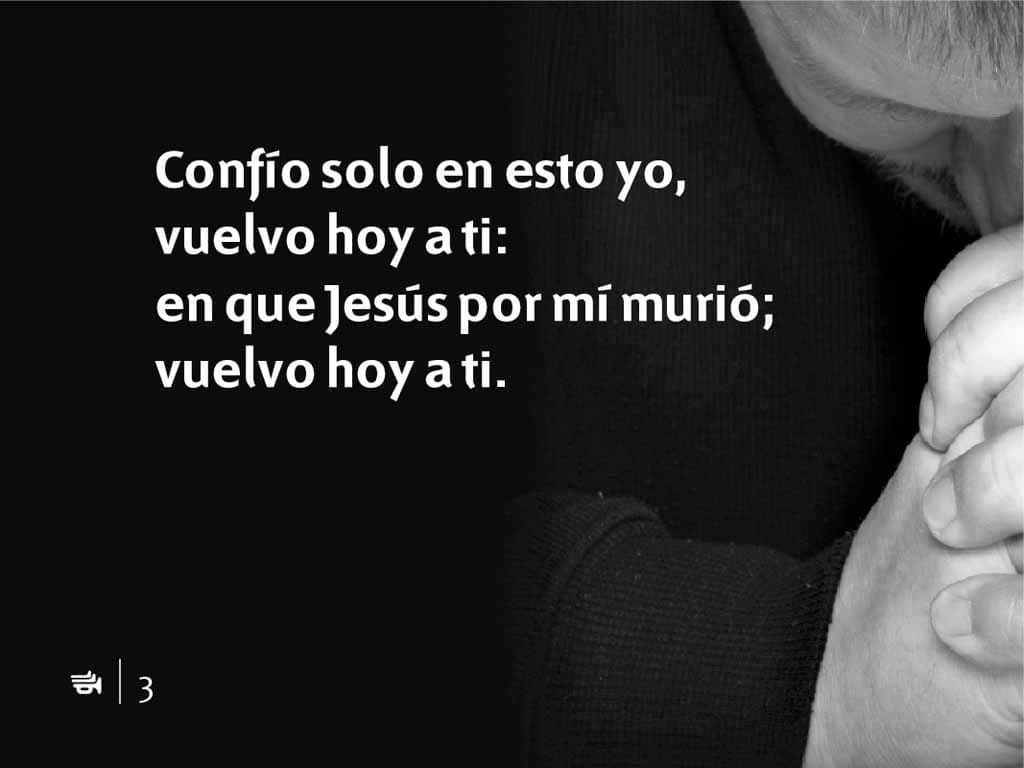 Confío solo en esto yo,
vuelvo hoy a ti:
en que Jesús por mí murió;
vuelvo hoy a ti.
3